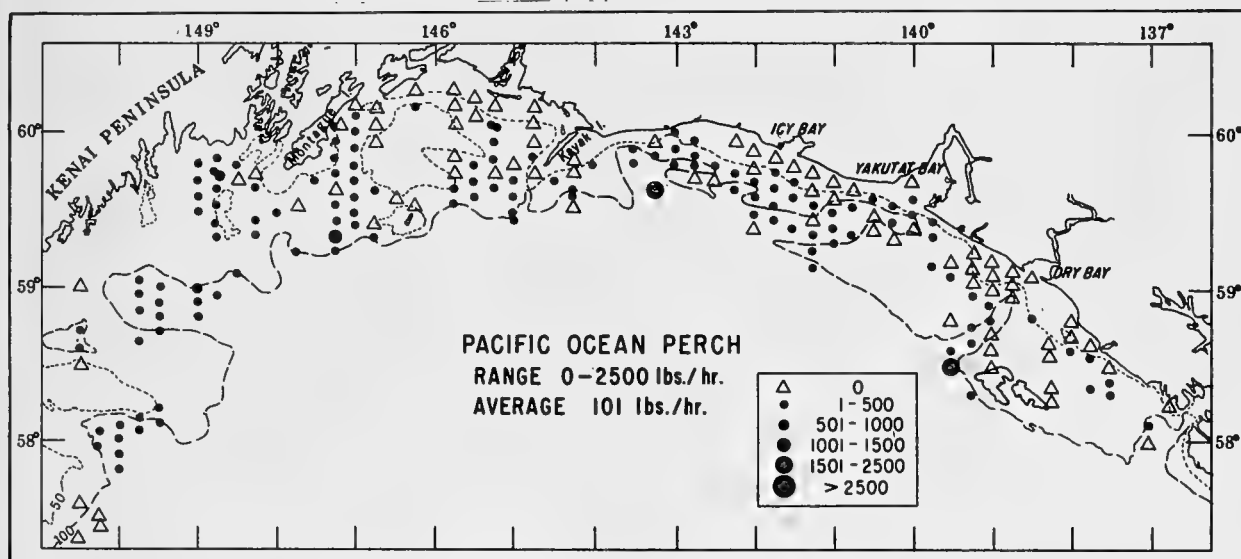 149° 146° 143° 140° 137°
KENAI PENINSULA
Montague I.
Kayak I.
ICY BAY
YAKUTAT BAY
DRY BAY
60° 60°
59° 59°
58° 58°
50
100
PACIFIC OCEAN PERCH
RANGE 0-2500 lbs./hr.
AVERAGE 101 lbs./hr.
0
1-500
501-1000
1001-1500
1501-2500
>2500